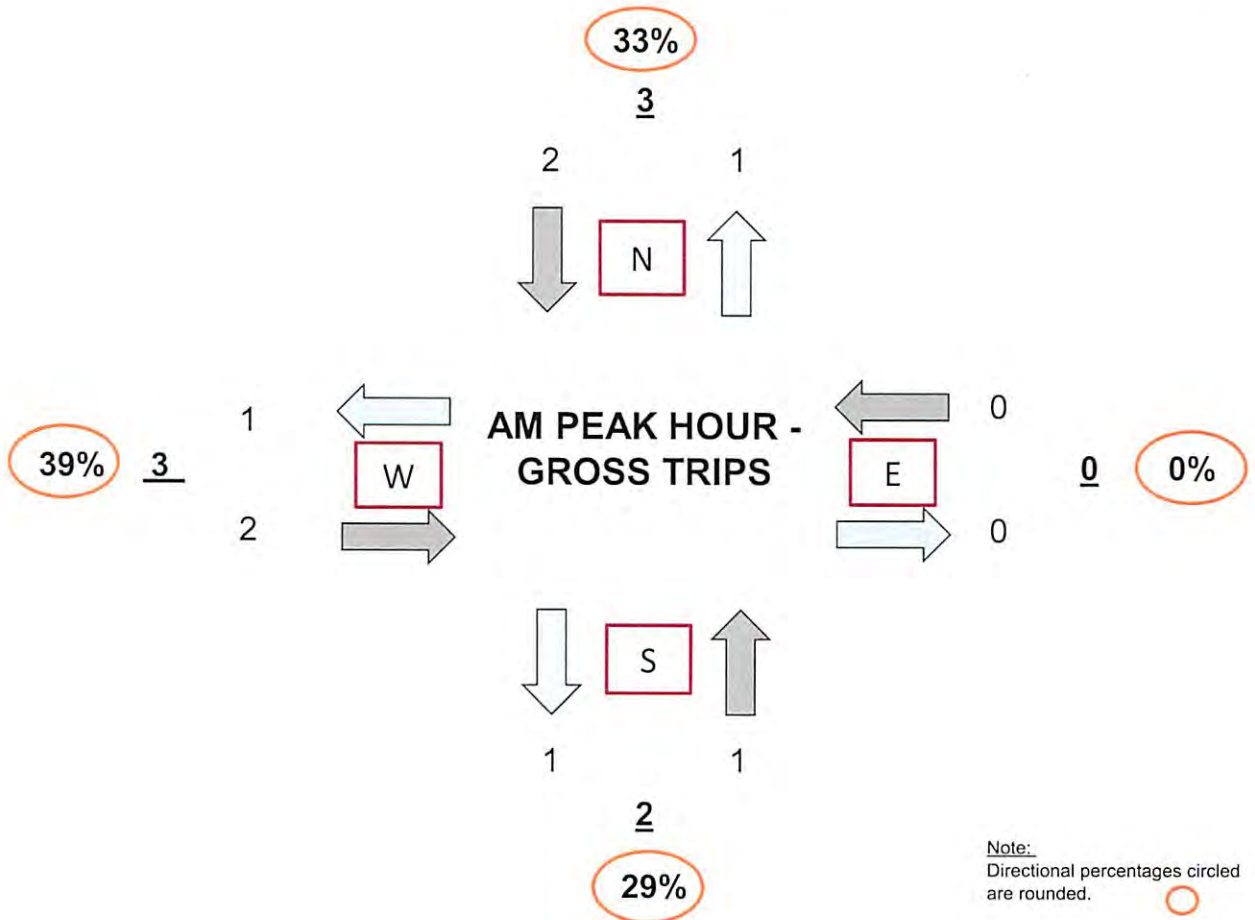 33%
3
2 1
N
1 AM PEAK HOUR - 0
39% 3 W GROSS TRIPS E 0 0%
2 0
S
1 1
2
29%
Note:
Directional percentages circled
are rounded.